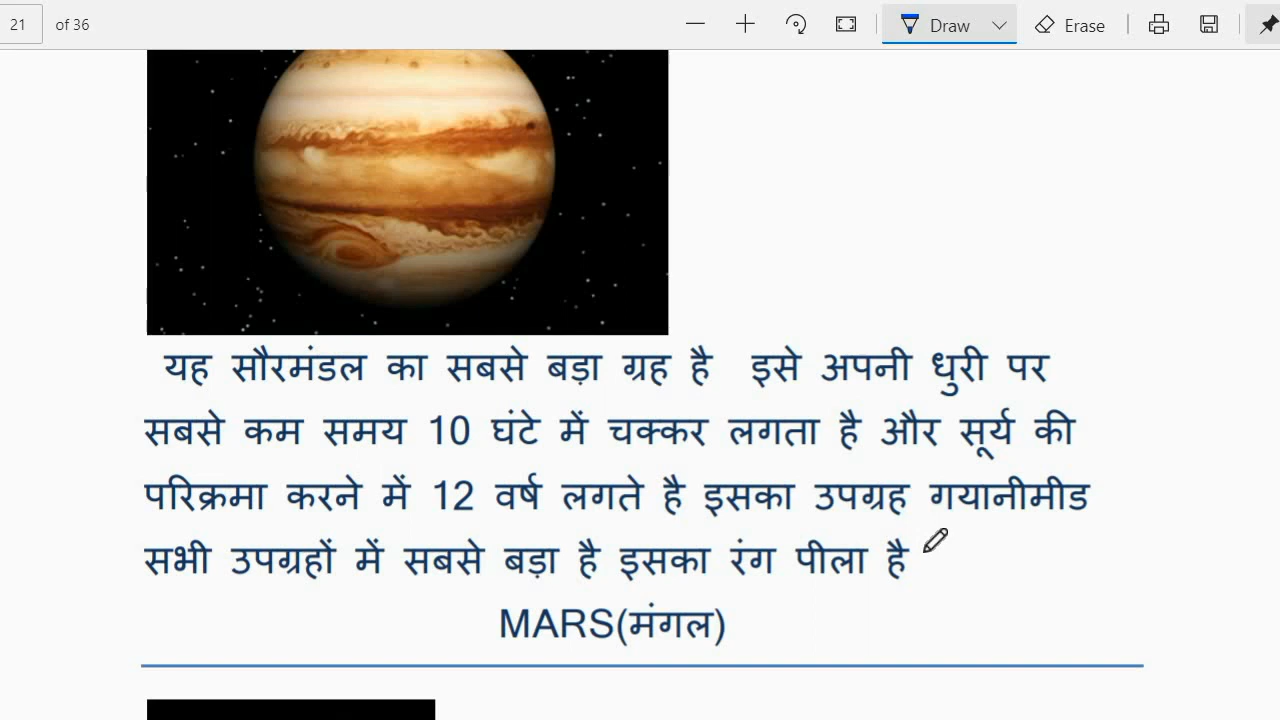 21 of 36 Draw Erase
यह सौरमंडल का सबसे बड़ा ग्रह है इसे अपनी धुरी पर
सबसे कम समय 10 घंटे में चक्कर लगता है और सूर्य की
परिक्रमा करने में 12 वर्ष लगते है इसका उपग्रह गयानीमीड
सभी उपग्रहों में सबसे बड़ा है इसका रंग पीला है
MARS(मंगल)